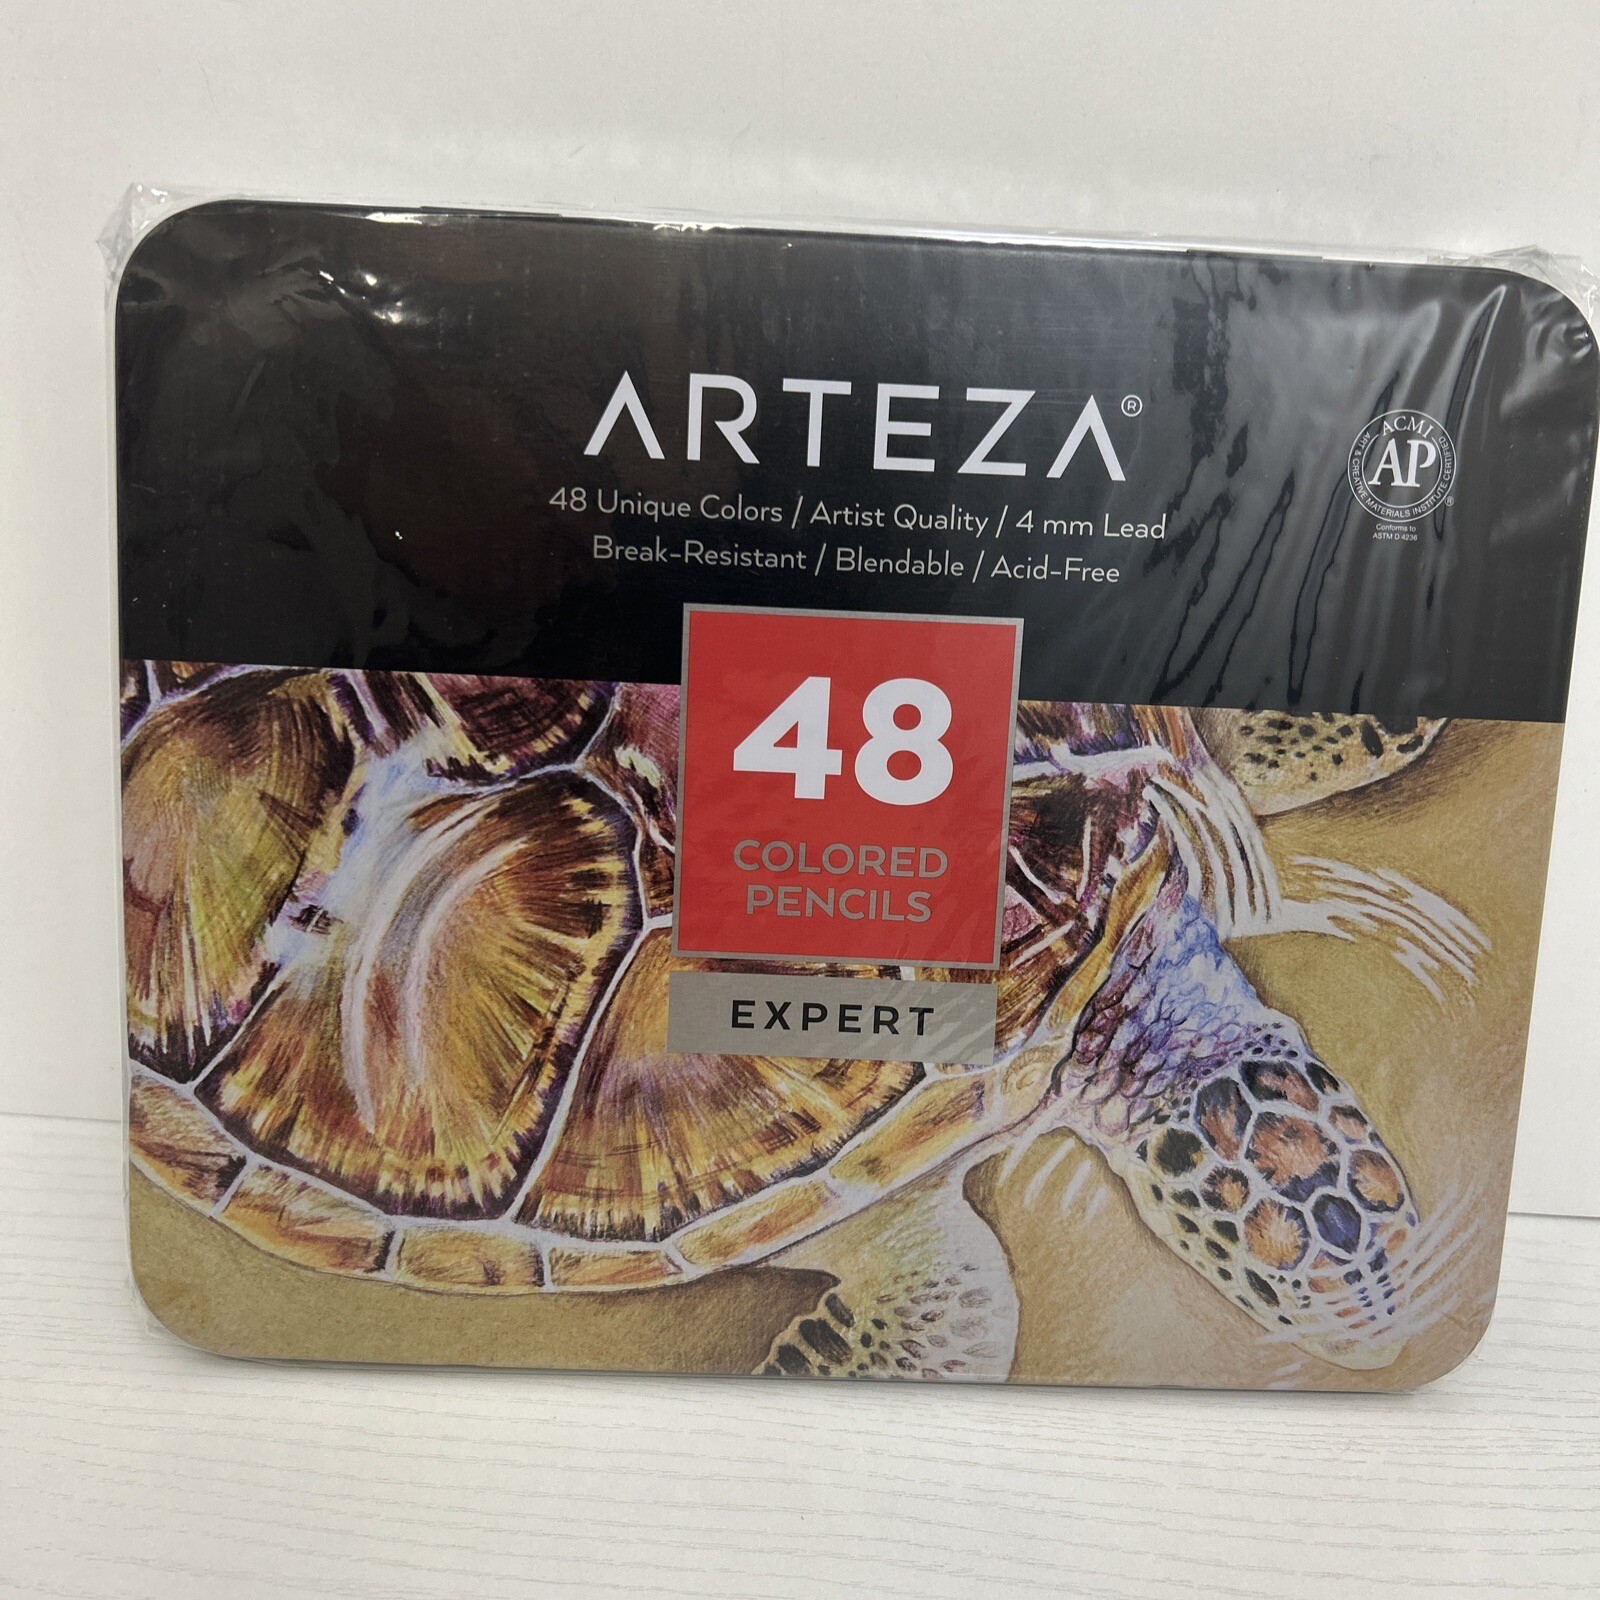 ARTEZA®
48 Unique Colors / Artist Quality / 4 mm Lead
Break-Resistant / Blendable / Acid-Free
ACMI
AP
ART & CREATIVE MATERIALS INSTITUTE CERTIFIED
®
Conforms to
ASTM D 4236
48
COLORED
PENCILS
EXPERT